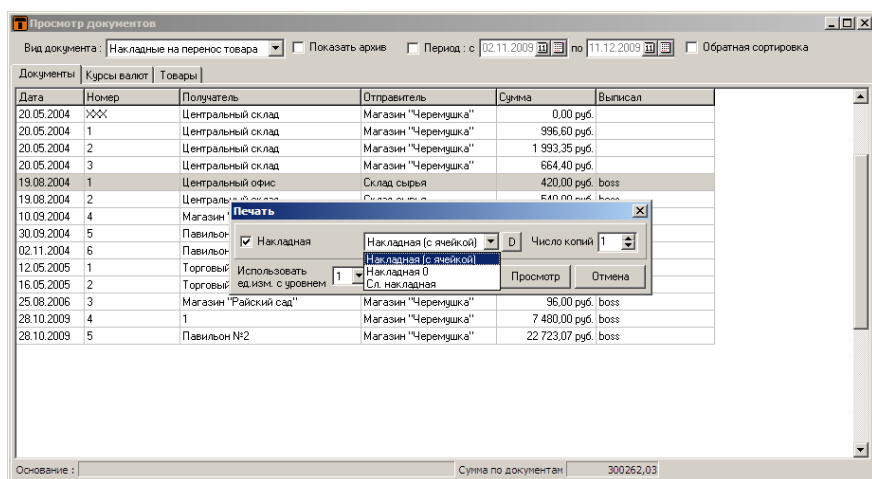 Просмотр документов
Вид документа : Накладные на перенос товара Показать архив Период : с 02.11.2009 по 11.12.2009 Обратная сортировка
Документы Курсы валют Товары
Дата Номер Получатель Отправитель Сумма Выписал
20.05.2004 XXX Центральный склад Магазин "Черемушка" 0,00 руб.
20.05.2004 1 Центральный склад Магазин "Черемушка" 996,60 руб.
20.05.2004 2 Центральный склад Магазин "Черемушка" 1 993,35 руб.
20.05.2004 3 Центральный склад Магазин "Черемушка" 664,40 руб.
19.08.2004 1 Центральный офис Склад сырья 420,00 руб. boss
19.08.2004 2
10.09.2004 4 Магазин
30.09.2004 5
02.11.2004 6
12.05.2005 1
16.05.2005 2
25.08.2006 3 Магазин "Райский сад" Магазин "Черемушка" 96,00 руб. boss
28.10.2009 4 1 Магазин "Черемушка" 7 480,00 руб. boss
28.10.2009 5 Павильон №2 Магазин "Черемушка" 22 723,07 руб. boss
Печать
Накладная Накладная (с ячейкой) D Число копий 1
Накладная (с ячейкой)
Накладная 0
Сл. накладная
Использовать
ед.изм. с уровнем 1 Просмотр Отмена
Основание : Сумма по документам 300262,03